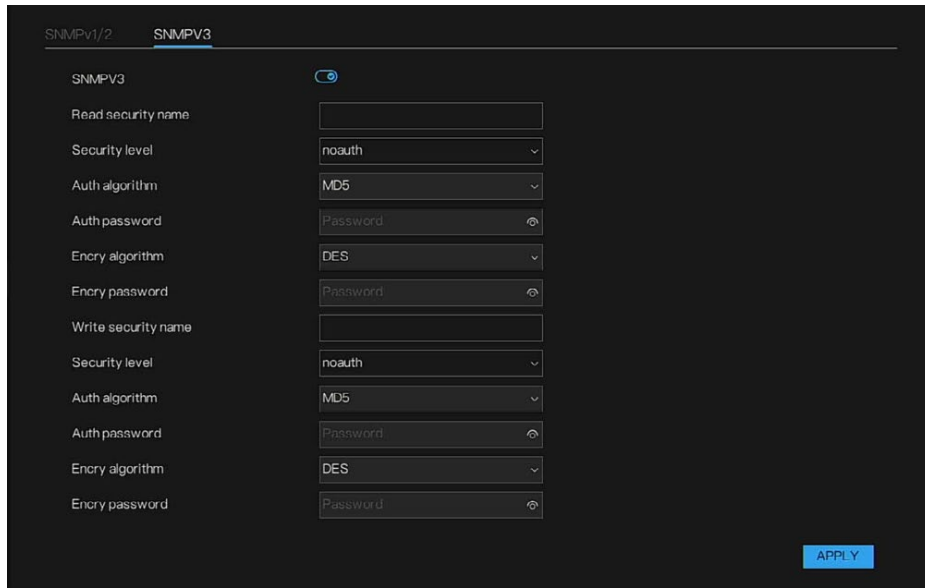 SNMPv1/2 SNMPV3
SNMPV3
Read security name
Security level noauth
Auth algorithm MD5
Auth password Password
Encry algorithm DES
Encry password Password
Write security name
Security level noauth
Auth algorithm MD5
Auth password Password
Encry algorithm DES
Encry password Password
APPLY